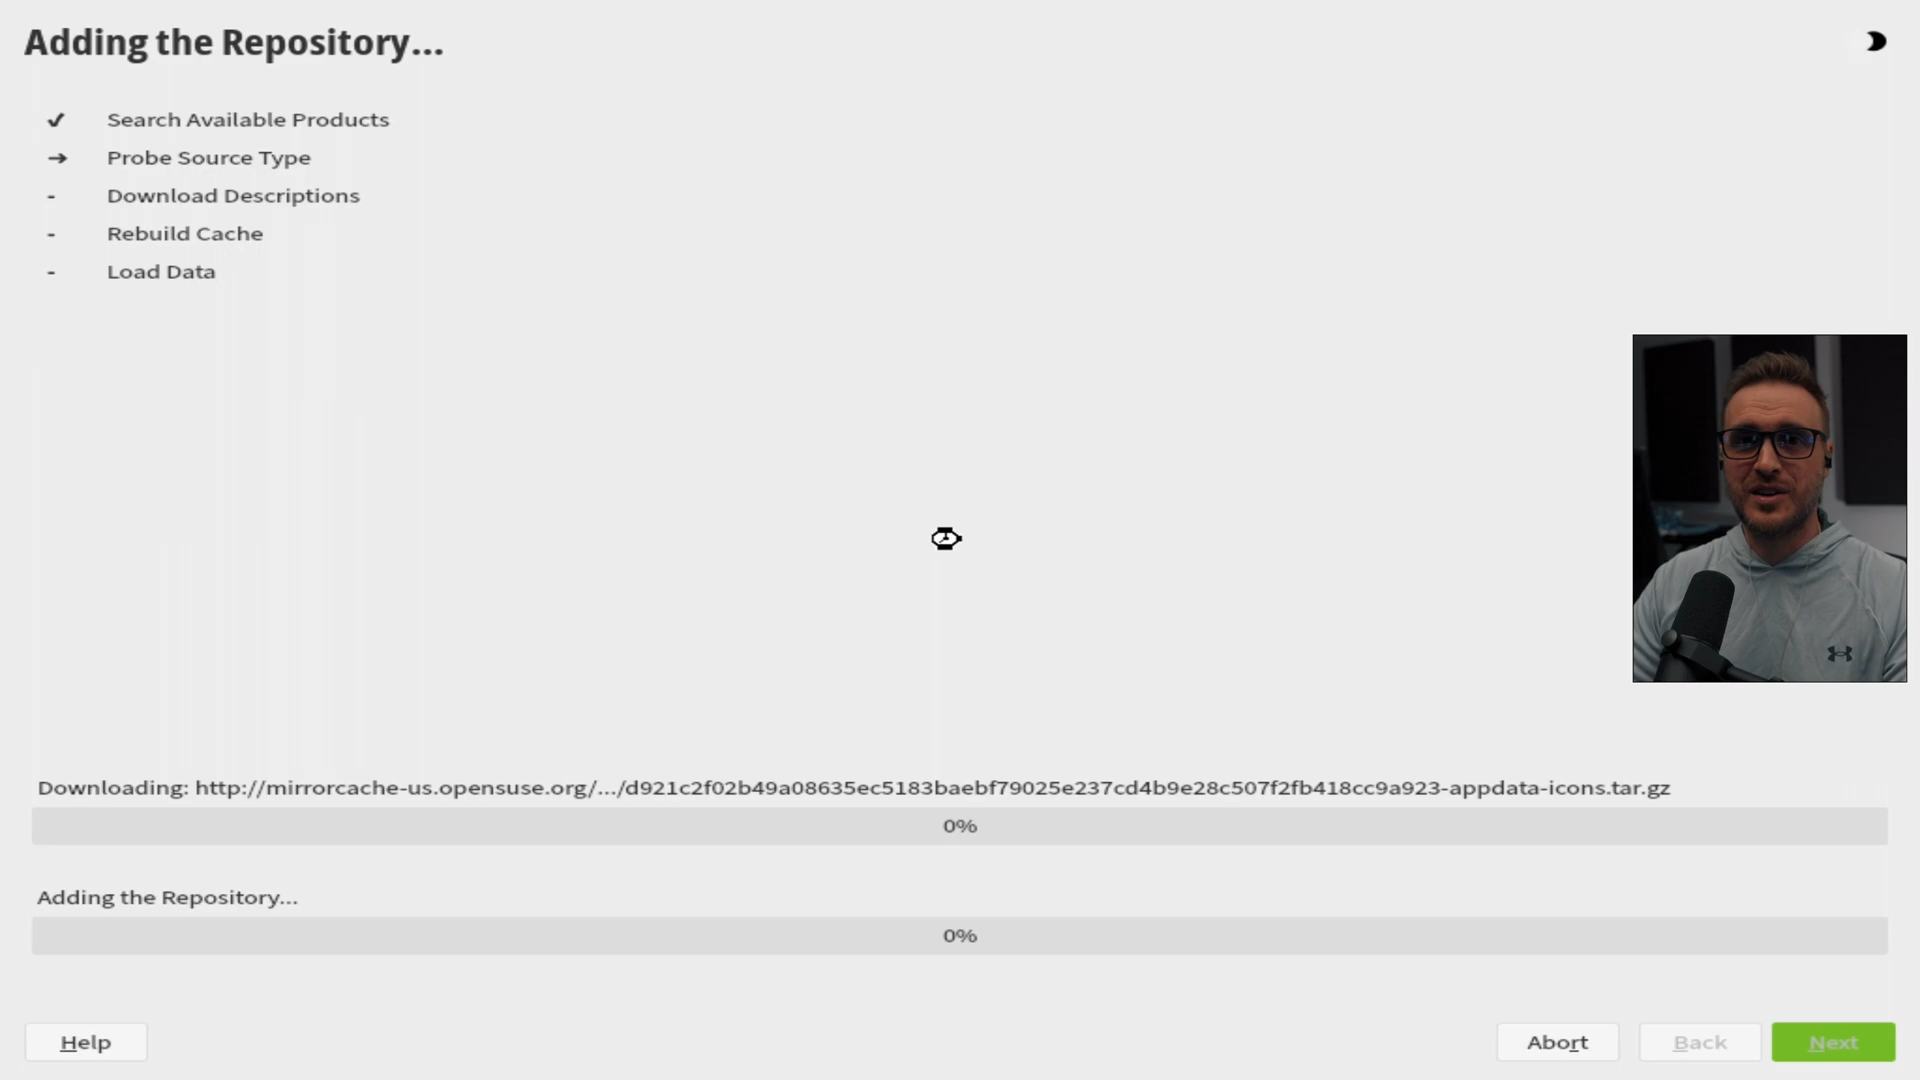 Adding the Repository...
✔ Search Available Products
➔ Probe Source Type
- Download Descriptions
- Rebuild Cache
- Load Data
Downloading: http://mirrorcache-us.opensuse.org/.../d921c2f02b49a08635ec5183baebf79025e237cd4b9e28c507f2fb418cc9a923-appdata-icons.tar.gz
0%
Adding the Repository...
0%
Help
Abort
Back
Next